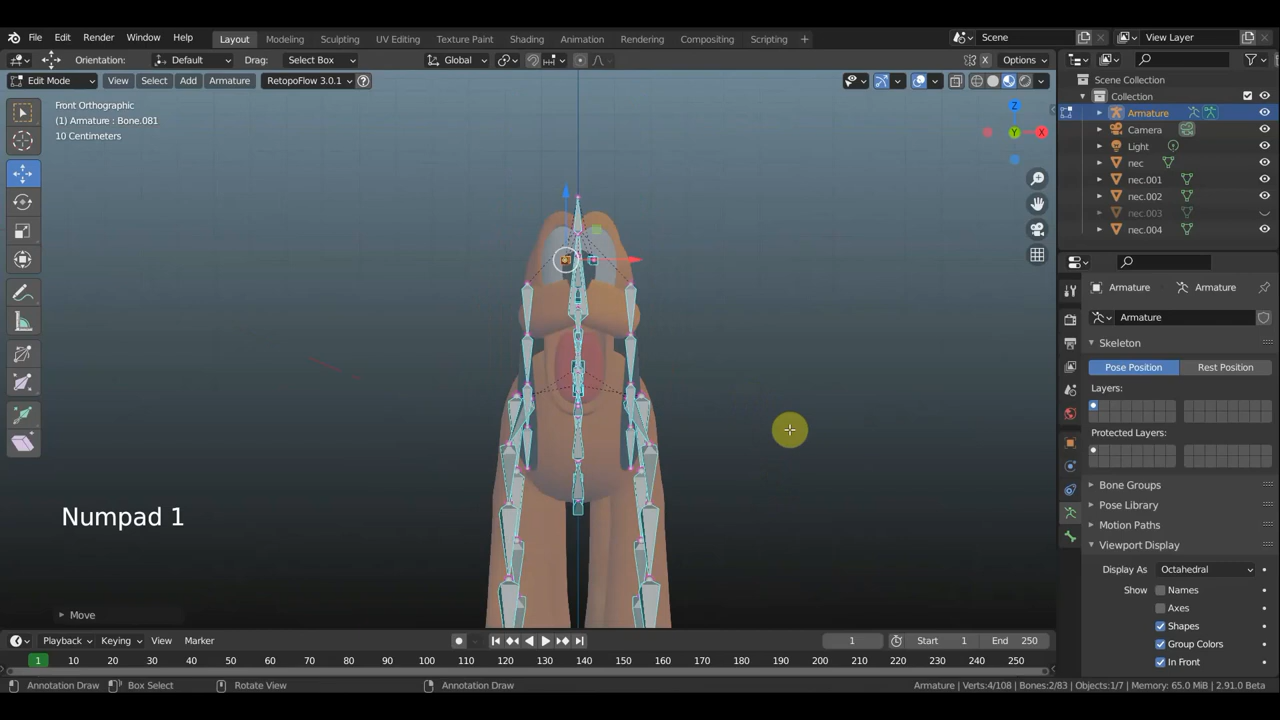 File Edit Render Window Help Layout Modeling Sculpting UV Editing Texture Paint Shading Animation Rendering Compositing Scripting + Scene View Layer
Orientation: Default Drag: Select Box Global Options
Edit Mode View Select Add Armature RetopoFlow 3.0.1
Front Orthographic
(1) Armature : Bone.081
10 Centimeters
Z
Y
X
Numpad 1
Move
Scene Collection
Collection
Armature
Camera
Light
nec
nec.001
nec.002
nec.003
nec.004
Armature Armature
Armature
Skeleton
Pose Position Rest Position
Layers:
Protected Layers:
Bone Groups
Pose Library
Motion Paths
Viewport Display
Display As Octahedral
Show Names
Axes
Shapes
Group Colors
In Front
Playback Keying View Marker 1 Start 1 End 250
1 10 20 30 40 50 60 70 80 90 100 110 120 130 140 150 160 170 180 190 200 210 220 230 240 250
Annotation Draw Box Select Rotate View Annotation Draw Armature | Verts:4/108 | Bones:2/83 | Objects:1/7 | Memory: 65.0 MiB | 2.91.0 Beta